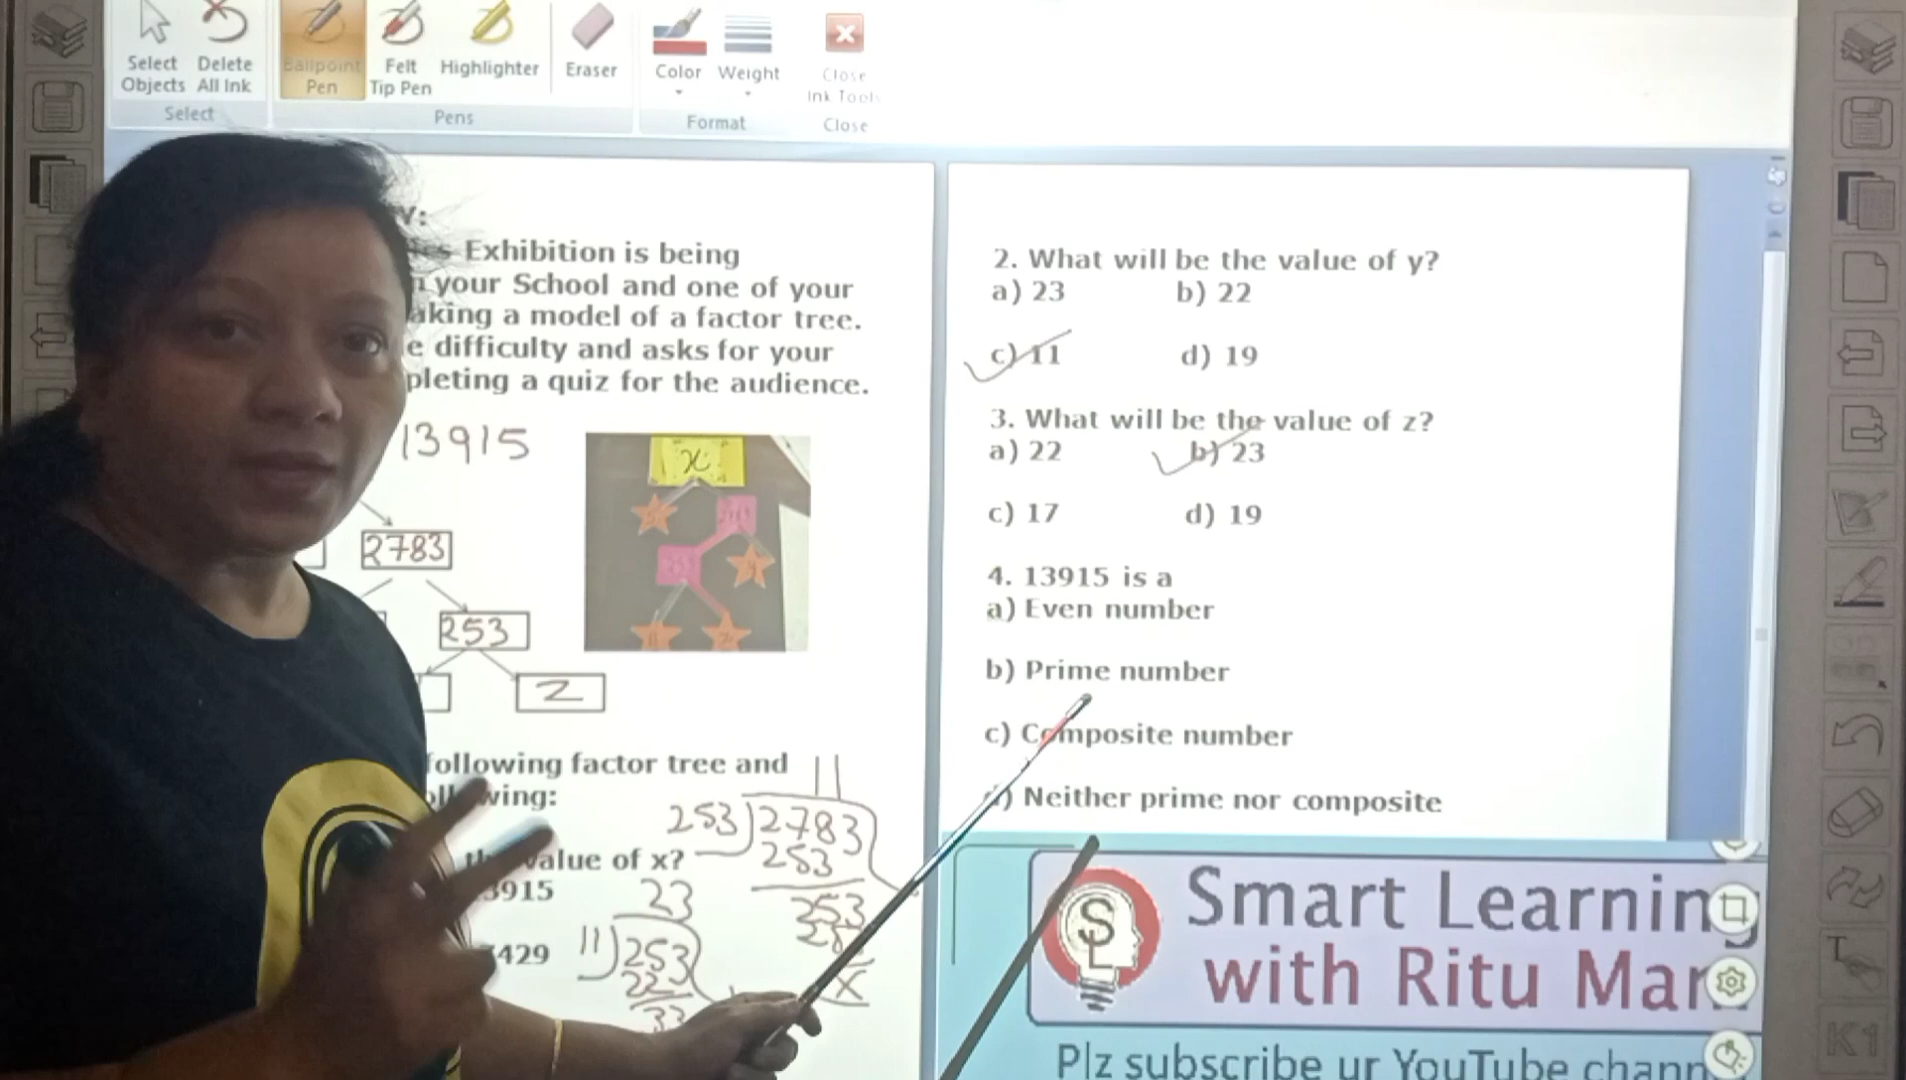 Select Objects
Delete All Ink
Select
Ballpoint Pen
Felt Tip Pen
Highlighter
Eraser
Pens
Color
Weight
Format
Close Ink Tools
Close
Y:
Exhibition is being
your School and one of your
aking a model of a factor tree.
e difficulty and asks for your
pleting a quiz for the audience.
13915
x
2783
253
z
following factor tree and
llowing:
value of x?
3915
429
11
253)2783
253
253
x
23
11)253
33
2. What will be the value of y?
a) 23 b) 22
c) 11 d) 19
3. What will be the value of z?
a) 22 b) 23
c) 17 d) 19
4. 13915 is a
a) Even number
b) Prime number
c) Composite number
) Neither prime nor composite
SL
Smart Learning
with Ritu Mar
Plz subscribe ur YouTube chann
T
K1